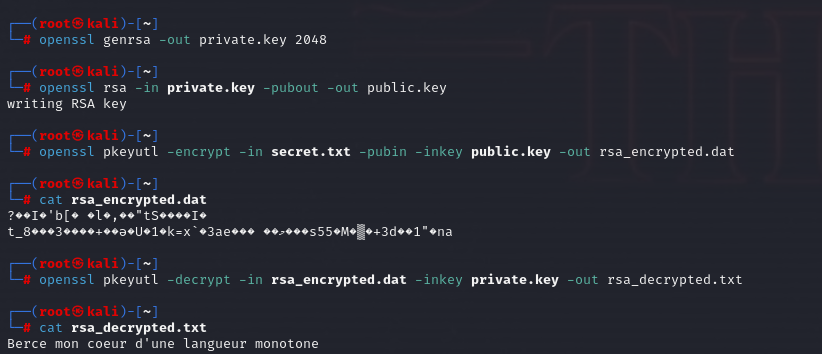 ┌──(root㉿kali)-[~]
└─# openssl genrsa -out private.key 2048
┌──(root㉿kali)-[~]
└─# openssl rsa -in private.key -pubout -out public.key
writing RSA key
┌──(root㉿kali)-[~]
└─# openssl pkeyutl -encrypt -in secret.txt -pubin -inkey public.key -out rsa_encrypted.dat
┌──(root㉿kali)-[~]
└─# cat rsa_encrypted.dat
?��I�'b[� �l�,��"tS����I�
t_8���3����+��ə�U�1�k=x`�3ae��� ��ޖ���s55�M�▒�+3d��1"�na
┌──(root㉿kali)-[~]
└─# openssl pkeyutl -decrypt -in rsa_encrypted.dat -inkey private.key -out rsa_decrypted.txt
┌──(root㉿kali)-[~]
└─# cat rsa_decrypted.txt
Berce mon coeur d'une langueur monotone